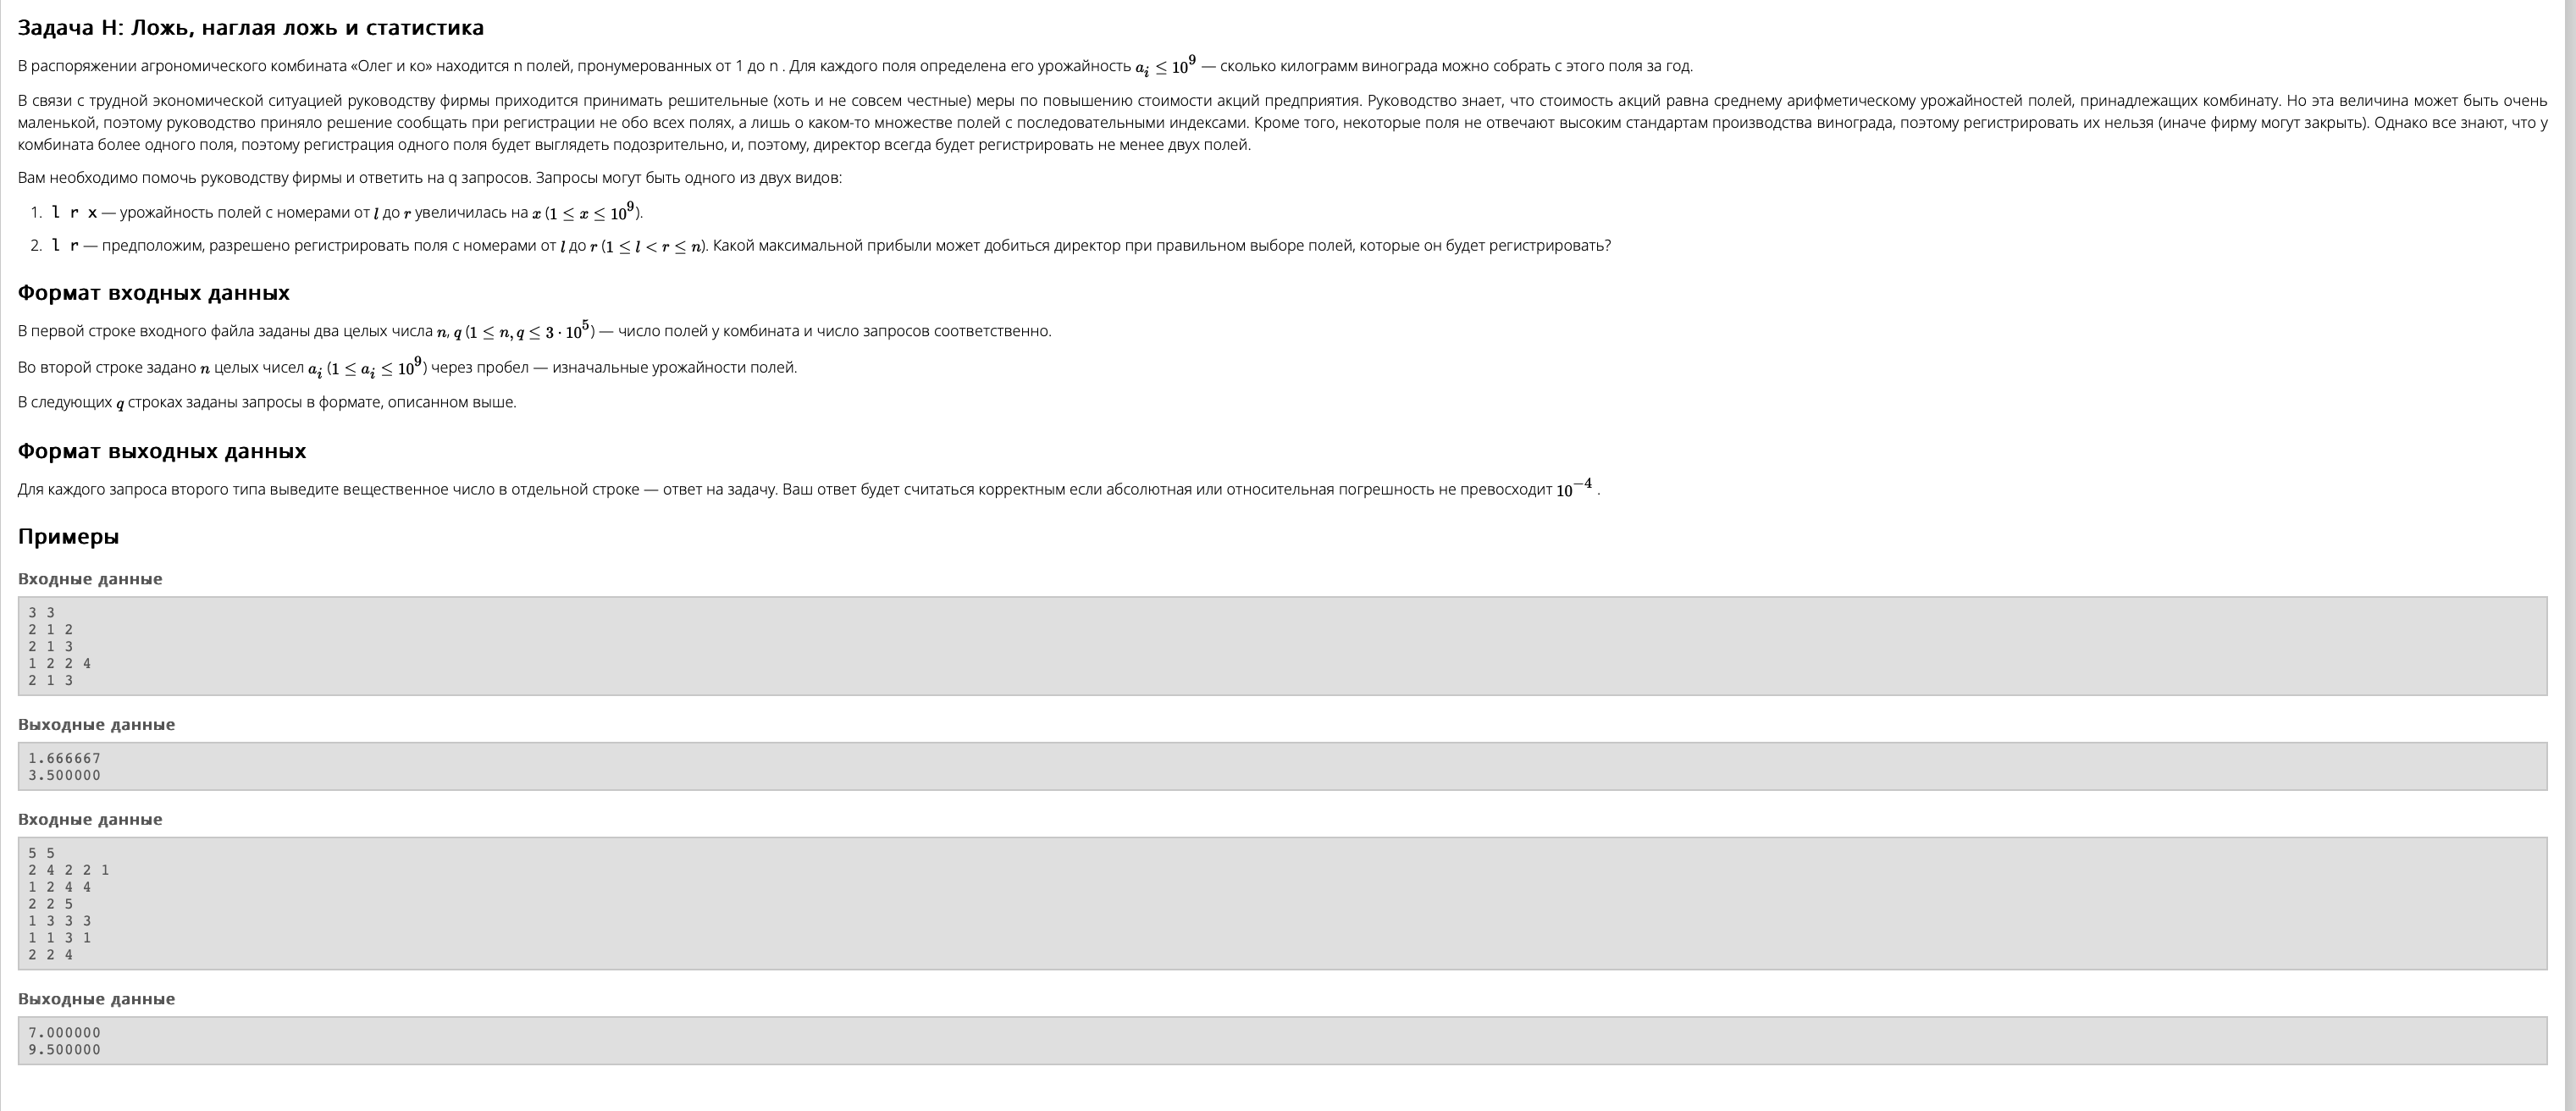 Задача H: Ложь, наглая ложь и статистика
В распоряжении агрономического комбината «Олег и ко» находится n полей, пронумерованных от 1 до n . Для каждого поля определена его урожайность a_i ≤ 10^9 — сколько килограмм винограда можно собрать с этого поля за год.
В связи с трудной экономической ситуацией руководству фирмы приходится принимать решительные (хоть и не совсем честные) меры по повышению стоимости акций предприятия. Руководство знает, что стоимость акций равна среднему арифметическому урожайностей полей, принадлежащих комбинату. Но эта величина может быть очень
маленькой, поэтому руководство приняло решение сообщать при регистрации не обо всех полях, а лишь о каком-то множестве полей с последовательными индексами. Кроме того, некоторые поля не отвечают высоким стандартам производства винограда, поэтому регистрировать их нельзя (иначе фирму могут закрыть). Однако все знают, что у
комбината более одного поля, поэтому регистрация одного поля будет выглядеть подозрительно, и, поэтому, директор всегда будет регистрировать не менее двух полей.
Вам необходимо помочь руководству фирмы и ответить на q запросов. Запросы могут быть одного из двух видов:
1. l r x — урожайность полей с номерами от l до r увеличилась на x (1 ≤ x ≤ 10^9).
2. l r — предположим, разрешено регистрировать поля с номерами от l до r (1 ≤ l < r ≤ n). Какой максимальной прибыли может добиться директор при правильном выборе полей, которые он будет регистрировать?
Формат входных данных
В первой строке входного файла заданы два целых числа n, q (1 ≤ n, q ≤ 3 · 10^5) — число полей у комбината и число запросов соответственно.
Во второй строке задано n целых чисел a_i (1 ≤ a_i ≤ 10^9) через пробел — изначальные урожайности полей.
В следующих q строках заданы запросы в формате, описанном выше.
Формат выходных данных
Для каждого запроса второго типа выведите вещественное число в отдельной строке — ответ на задачу. Ваш ответ будет считаться корректным если абсолютная или относительная погрешность не превосходит 10^−4 .
Примеры
Входные данные
3 3
2 1 2
2 1 3
1 2 2 4
2 1 3
Выходные данные
1.666667
3.500000
Входные данные
5 5
2 4 2 2 1
1 2 4 4
2 2 5
1 3 3 3
1 1 3 1
2 2 4
Выходные данные
7.000000
9.500000